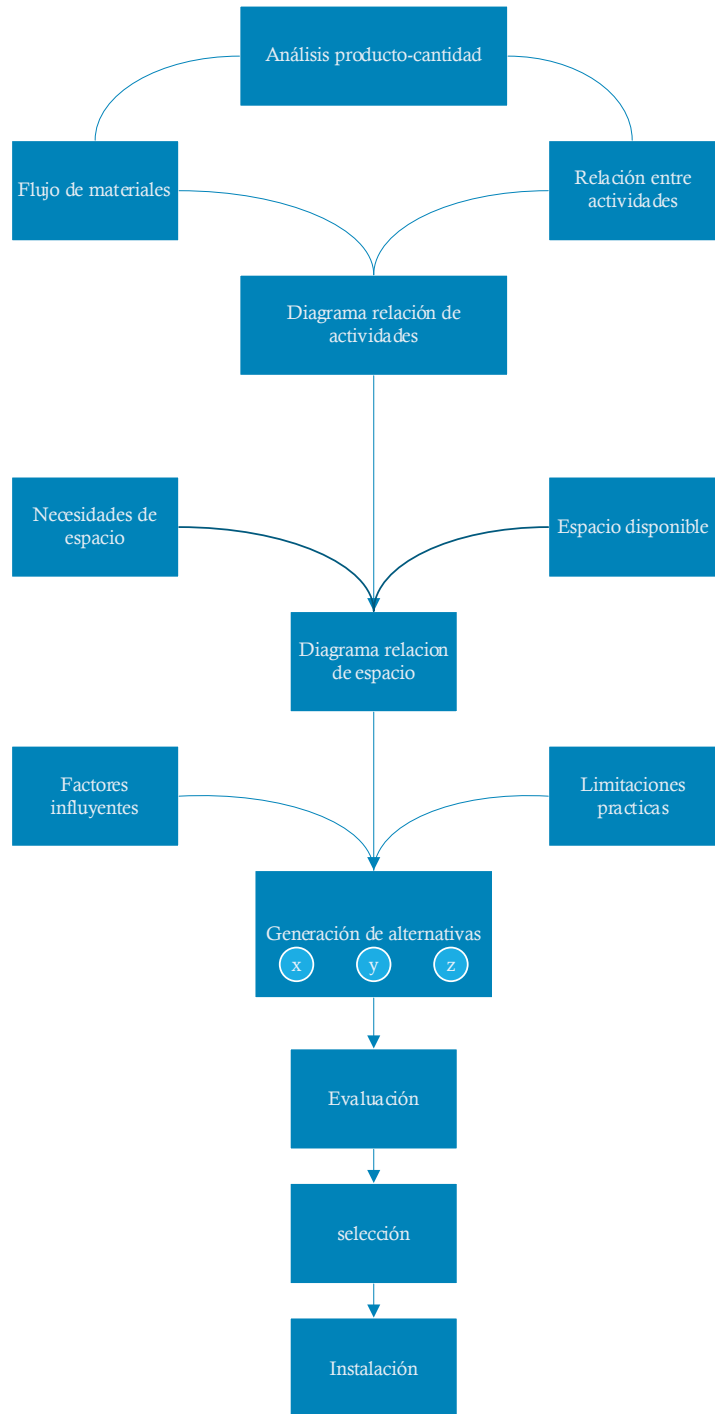 Análisis producto-cantidad
Flujo de materiales
Relación entre
actividades
Diagrama relación de
actividades
Necesidades de
espacio
Espacio disponible
Diagrama relacion
de espacio
Factores
influyentes
Limitaciones
practicas
Generación de alternativas
x y z
Evaluación
selección
Instalación